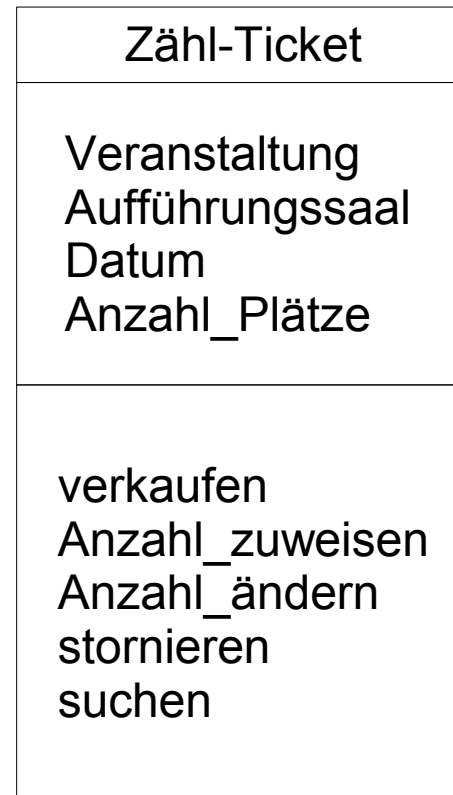 Zähl-Ticket
Veranstaltung
Aufführungssaal
Datum
Anzahl_Plätze
verkaufen
Anzahl_zuweisen
Anzahl_ändern
stornieren
suchen